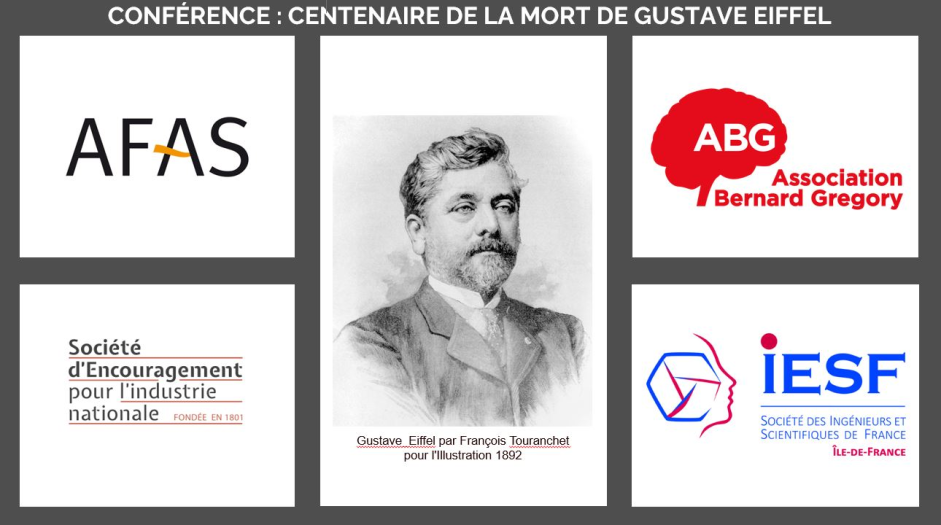 CONFÉRENCE : CENTENAIRE DE LA MORT DE GUSTAVE EIFFEL
AFAS
Société
d'Encouragement
pour l'industrie
nationale FONDÉE EN 1801
Gustave Eiffel par François Touranchet
pour l'Illustration 1892
ABG
Association
Bernard Gregory
iESF
SOCIÉTÉ DES INGÉNIEURS ET
SCIENTIFIQUES DE FRANCE
ÎLE-DE-FRANCE